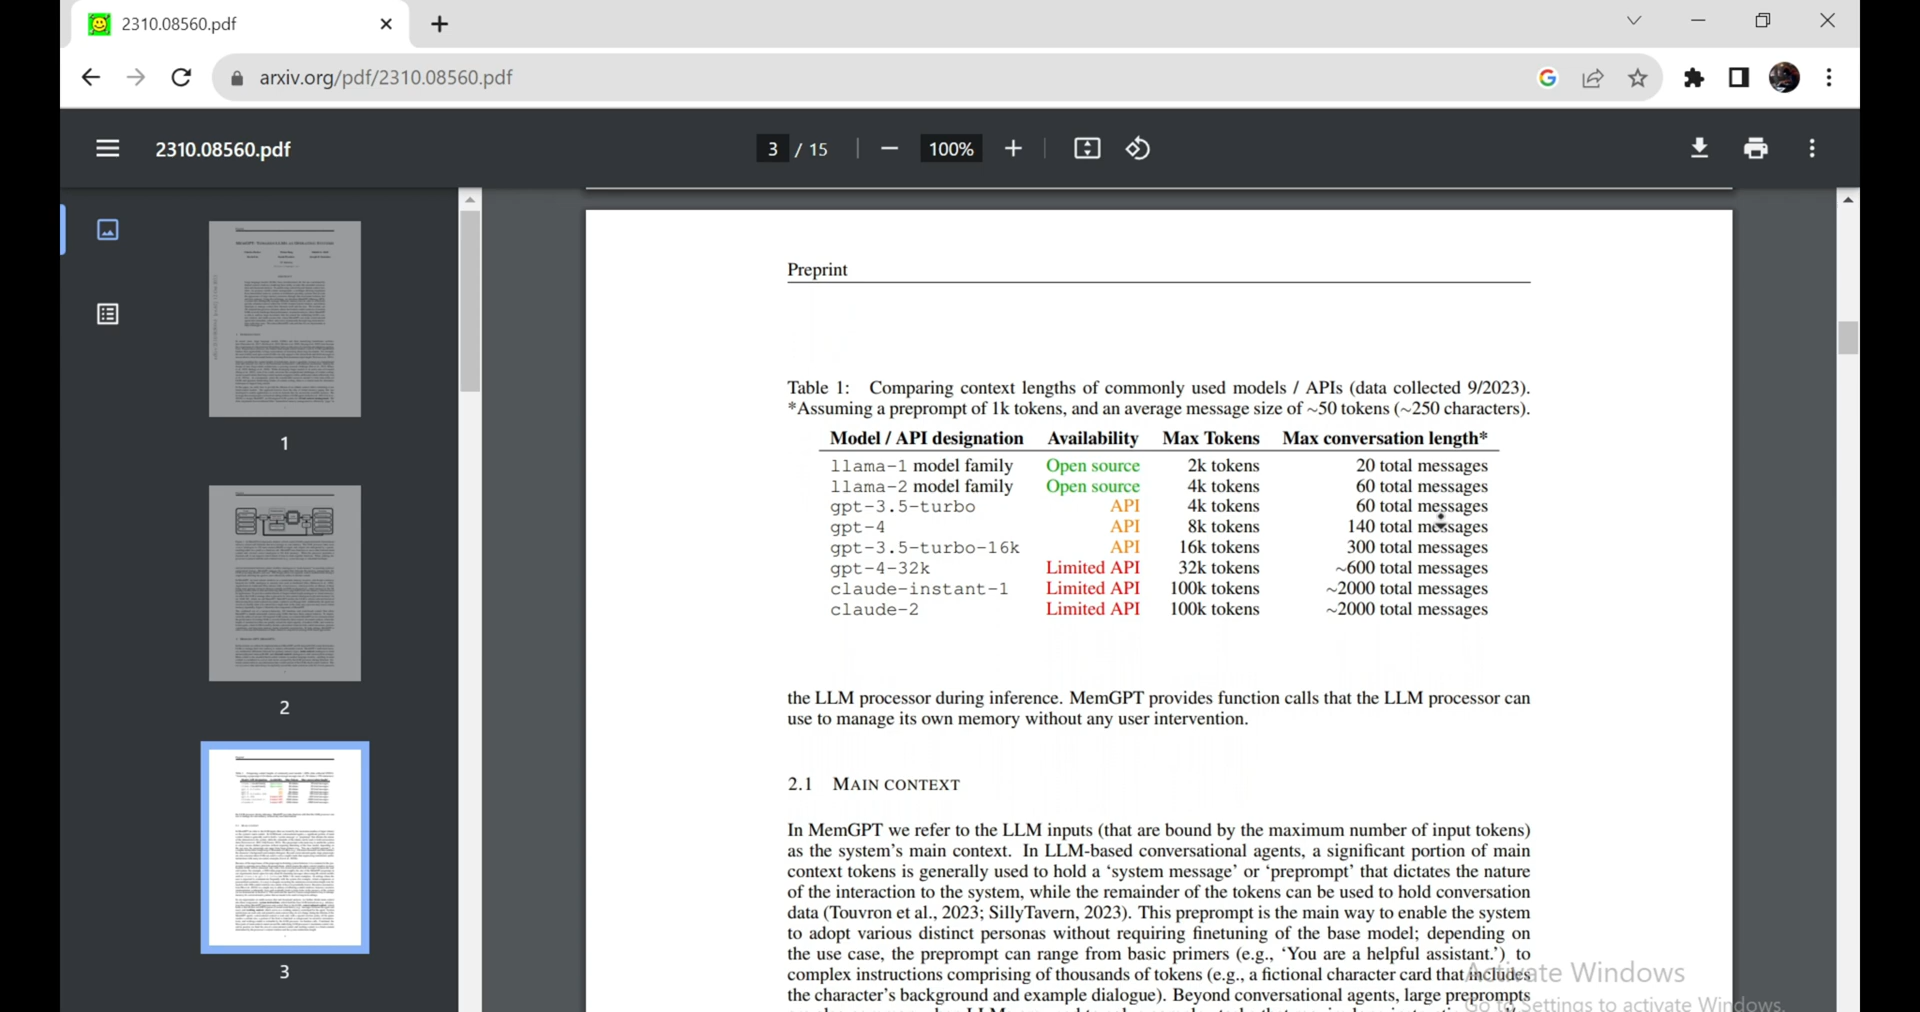 2310.08560.pdf
arxiv.org/pdf/2310.08560.pdf
2310.08560.pdf
3 / 15
100%
1
2
3
Preprint
Table 1: Comparing context lengths of commonly used models / APIs (data collected 9/2023).
*Assuming a preprompt of 1k tokens, and an average message size of ~50 tokens (~250 characters).
Model / API designation Availability Max Tokens Max conversation length*
llama-1 model family Open source 2k tokens 20 total messages
llama-2 model family Open source 4k tokens 60 total messages
gpt-3.5-turbo API 4k tokens 60 total messages
gpt-4 API 8k tokens 140 total messages
gpt-3.5-turbo-16k API 16k tokens 300 total messages
gpt-4-32k Limited API 32k tokens ~600 total messages
claude-instant-1 Limited API 100k tokens ~2000 total messages
claude-2 Limited API 100k tokens ~2000 total messages
the LLM processor during inference. MemGPT provides function calls that the LLM processor can
use to manage its own memory without any user intervention.
2.1 MAIN CONTEXT
In MemGPT we refer to the LLM inputs (that are bound by the maximum number of input tokens)
as the system's main context. In LLM-based conversational agents, a significant portion of main
context tokens is generally used to hold a 'system message' or 'preprompt' that dictates the nature
of the interaction to the system, while the remainder of the tokens can be used to hold conversation
data (Touvron et al., 2023; SillyTavern, 2023). This preprompt is the main way to enable the system
to adopt various distinct personas without requiring finetuning of the base model; depending on
the use case, the preprompt can range from basic primers (e.g., 'You are a helpful assistant.') to
complex instructions comprising of thousands of tokens (e.g., a fictional character card that includes
the character's background and example dialogue). Beyond conversational agents, large preprompts
Activate Windows
Go to Settings to activate Windows.